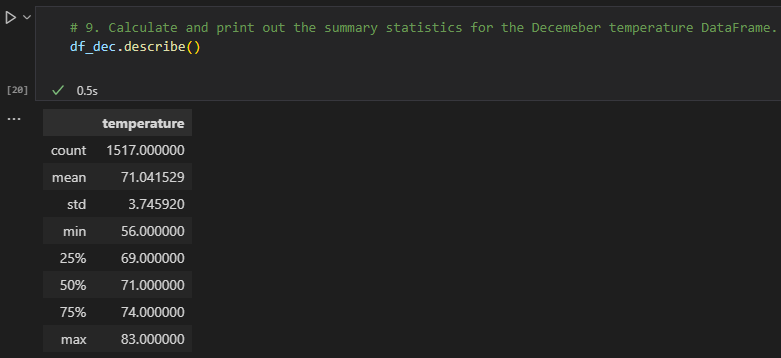 # 9. Calculate and print out the summary statistics for the Decemeber temperature DataFrame.
df_dec.describe()
[20] 0.5s
...
temperature
count 1517.000000
mean 71.041529
std 3.745920
min 56.000000
25% 69.000000
50% 71.000000
75% 74.000000
max 83.000000